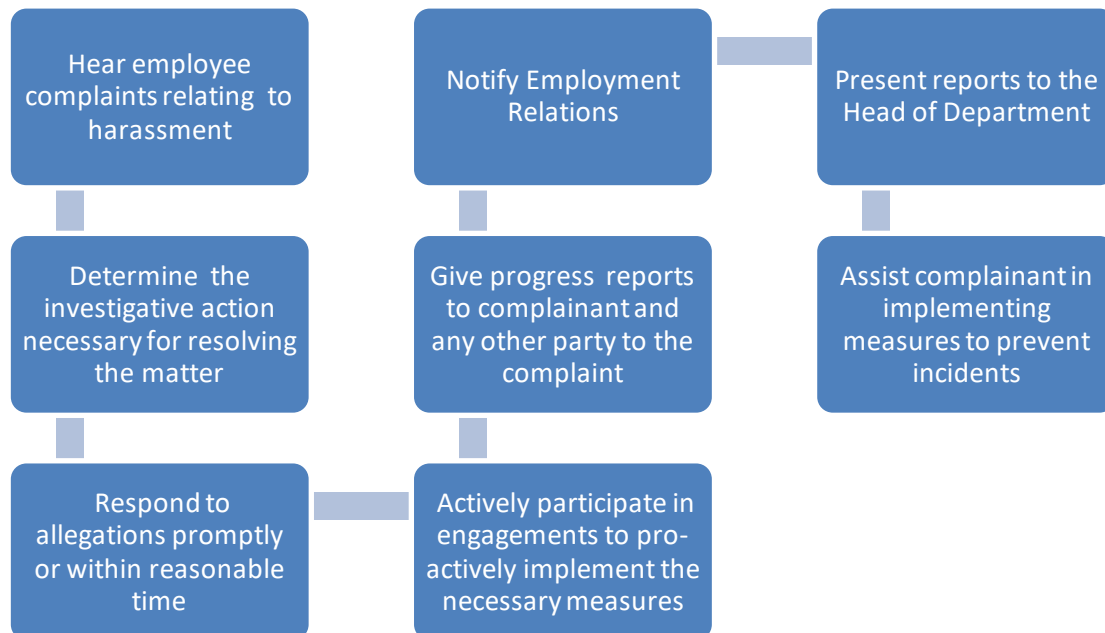 Hear employee
complaints relating to
harassment
Determine the
investigative action
necessary for resolving
the matter
Respond to
allegations promptly
or within reasonable
time
Actively participate in
engagements to pro-
actively implement the
necessary measures
Give progress reports
to complainant and
any other party to the
complaint
Notify Employment
Relations
Present reports to the
Head of Department
Assist complainant in
implementing
measures to prevent
incidents